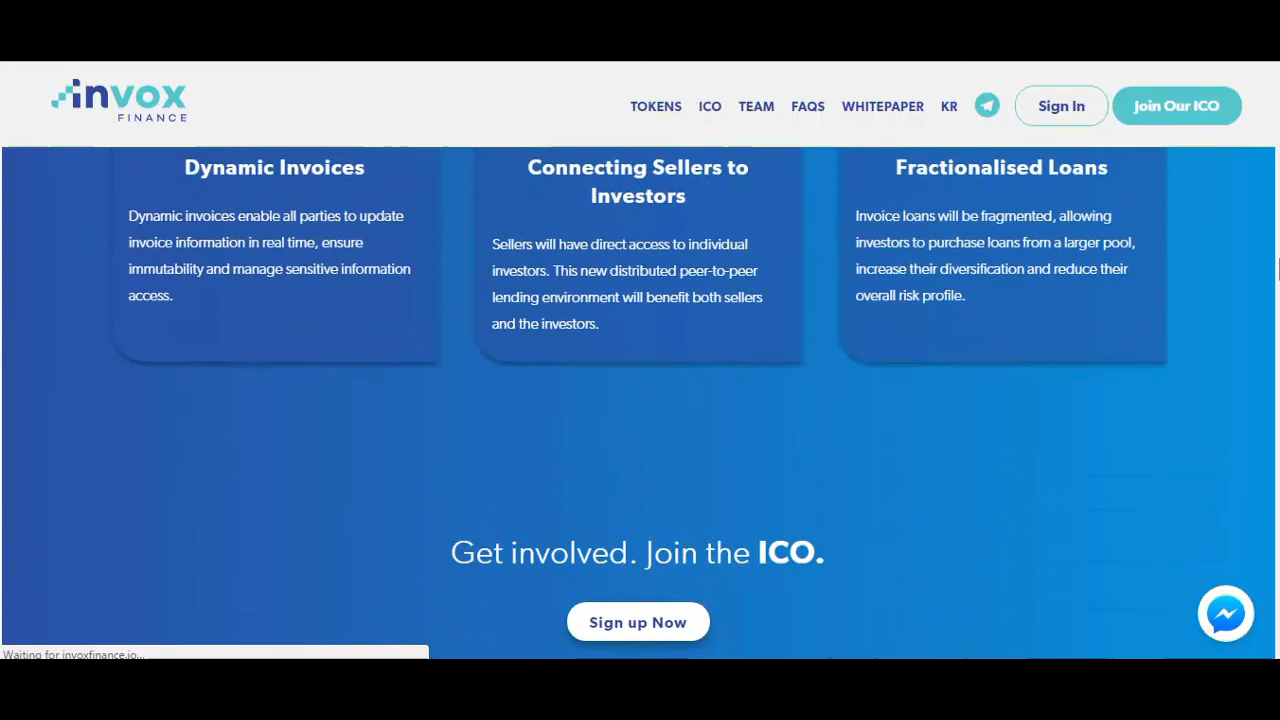 invox
FINANCE
TOKENS ICO TEAM FAQS WHITEPAPER KR Sign In Join Our ICO
Dynamic Invoices
Dynamic invoices enable all parties to update
invoice information in real time, ensure
immutability and manage sensitive information
access.
Connecting Sellers to
Investors
Sellers will have direct access to individual
investors. This new distributed peer-to-peer
lending environment will benefit both sellers
and the investors.
Fractionalised Loans
Invoice loans will be fragmented, allowing
investors to purchase loans from a larger pool,
increase their diversification and reduce their
overall risk profile.
Get involved. Join the ICO.
Sign up Now
Waiting for invoxfinance.io...